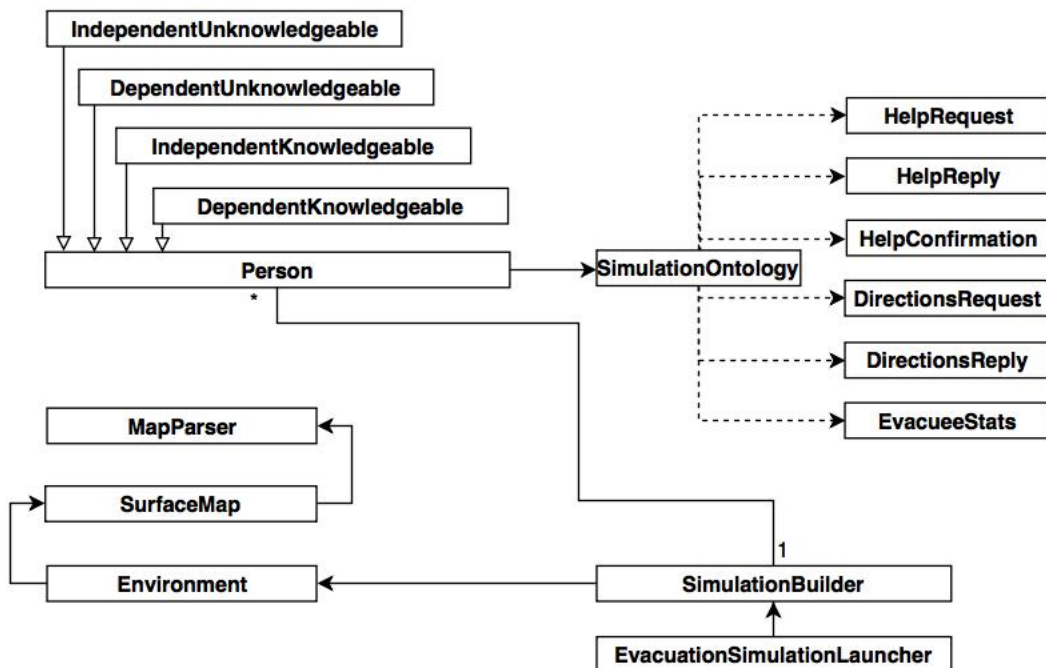 IndependentUnknowledgeable
DependentUnknowledgeable
IndependentKnowledgeable
DependentKnowledgeable
Person
*
SimulationOntology
HelpRequest
HelpReply
HelpConfirmation
DirectionsRequest
DirectionsReply
EvacueeStats
MapParser
SurfaceMap
Environment
1
SimulationBuilder
EvacuationSimulationLauncher